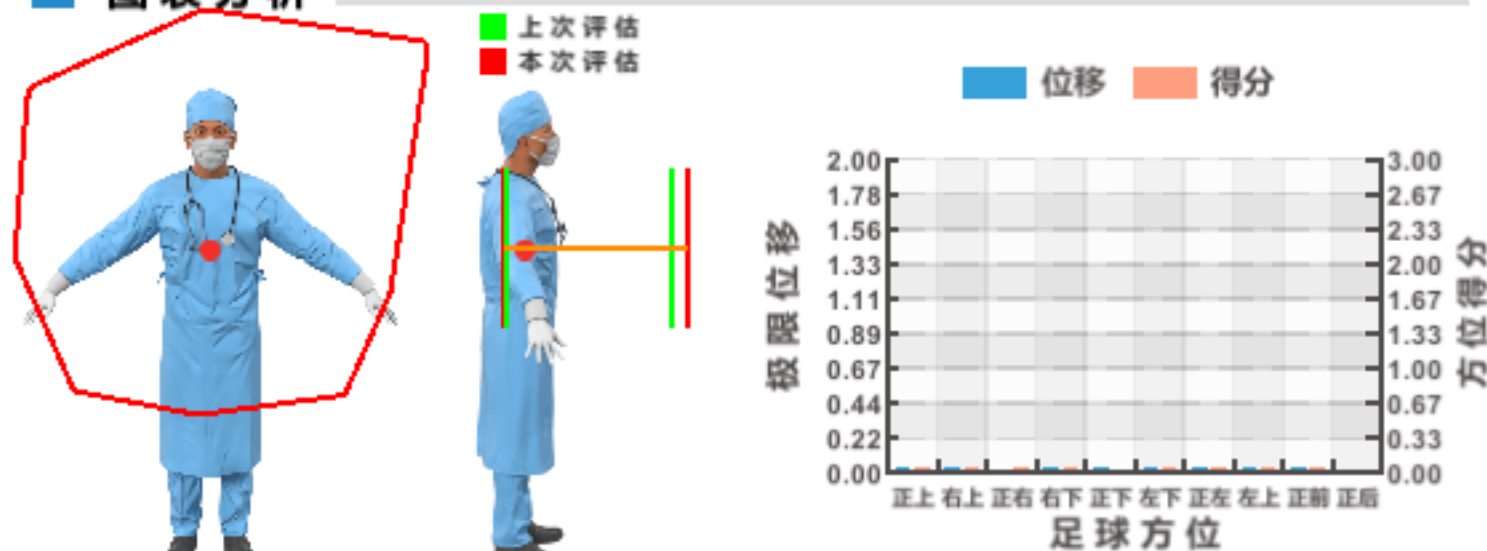 图表分析
上次评估
本次评估
位移 得分
2.00 3.00
1.78 2.67
1.56 2.33
1.33 2.00
1.11 1.67
0.89 1.33
0.67 1.00
0.44 0.67
0.22 0.33
0.00 0.00
极限位移
方位得分
正上 右上 正右 右下 正下 左下 正左 左上 正前 正后
足球方位